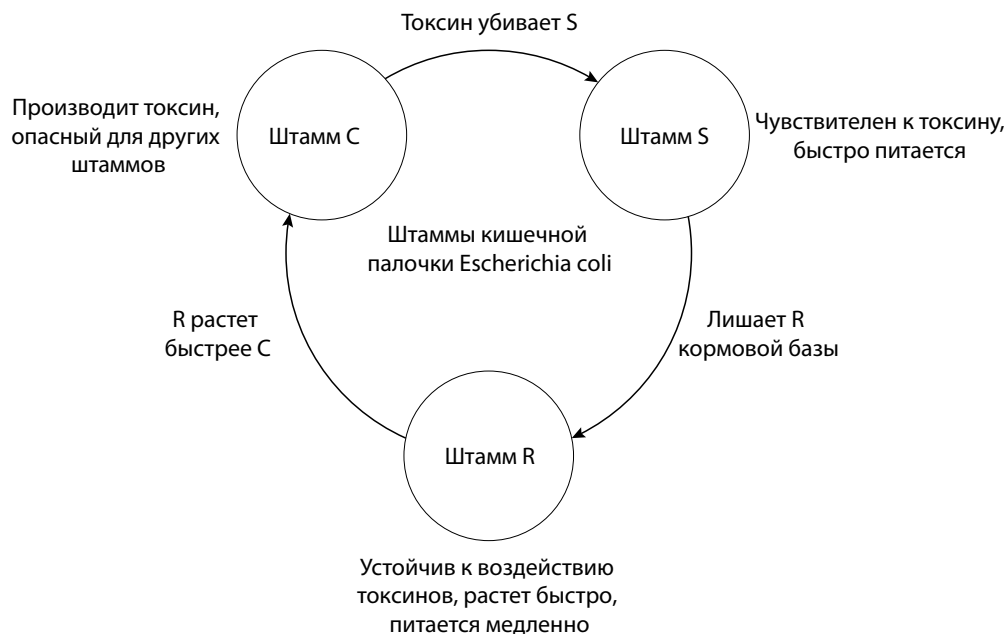 Токсин убивает S
Производит токсин,
опасный для других
штаммов
Штамм C
Штамм S
Чувствителен к токсину,
быстро питается
Штаммы кишечной
палочки Escherichia coli
R растет
быстрее C
Лишает R
кормовой базы
Штамм R
Устойчив к воздействию
токсинов, растет быстро,
питается медленно